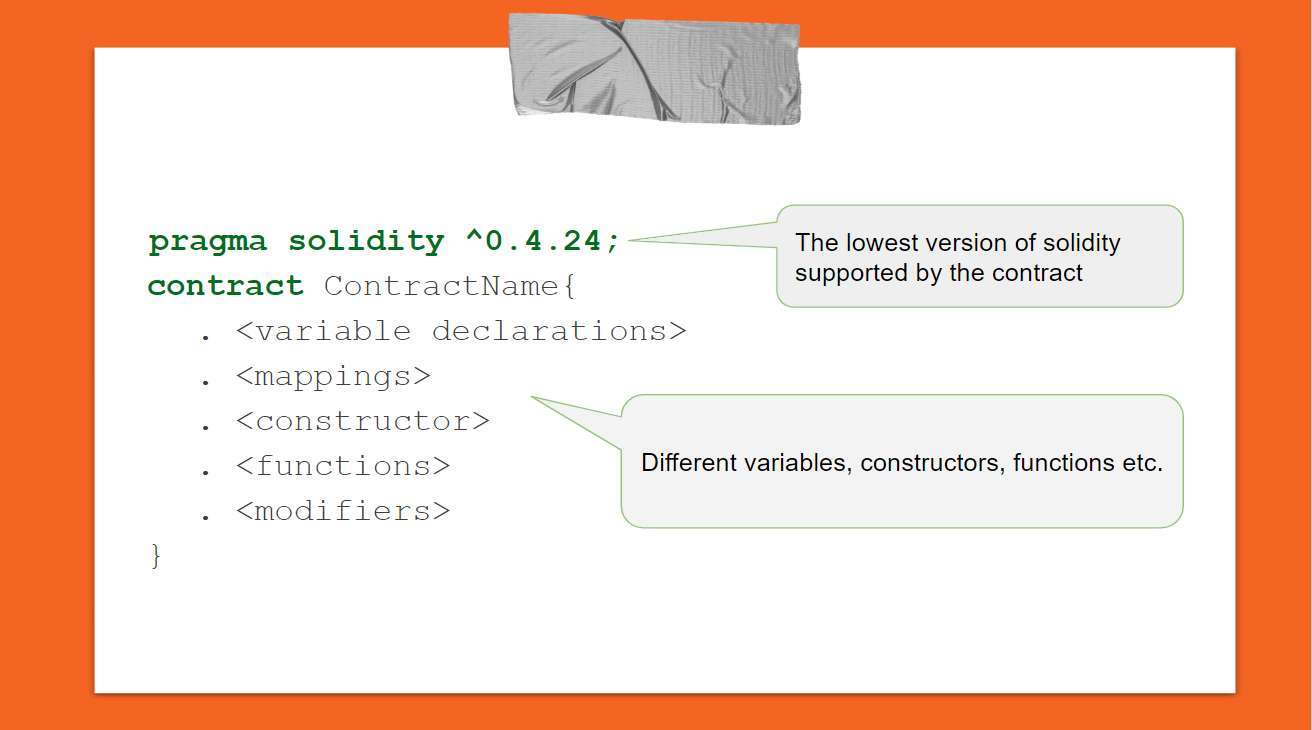 pragma solidity ^0.4.24;
The lowest version of solidity
supported by the contract
contract ContractName{
. <variable declarations>
. <mappings>
. <constructor>
. <functions>
. <modifiers>
Different variables, constructors, functions etc.
}